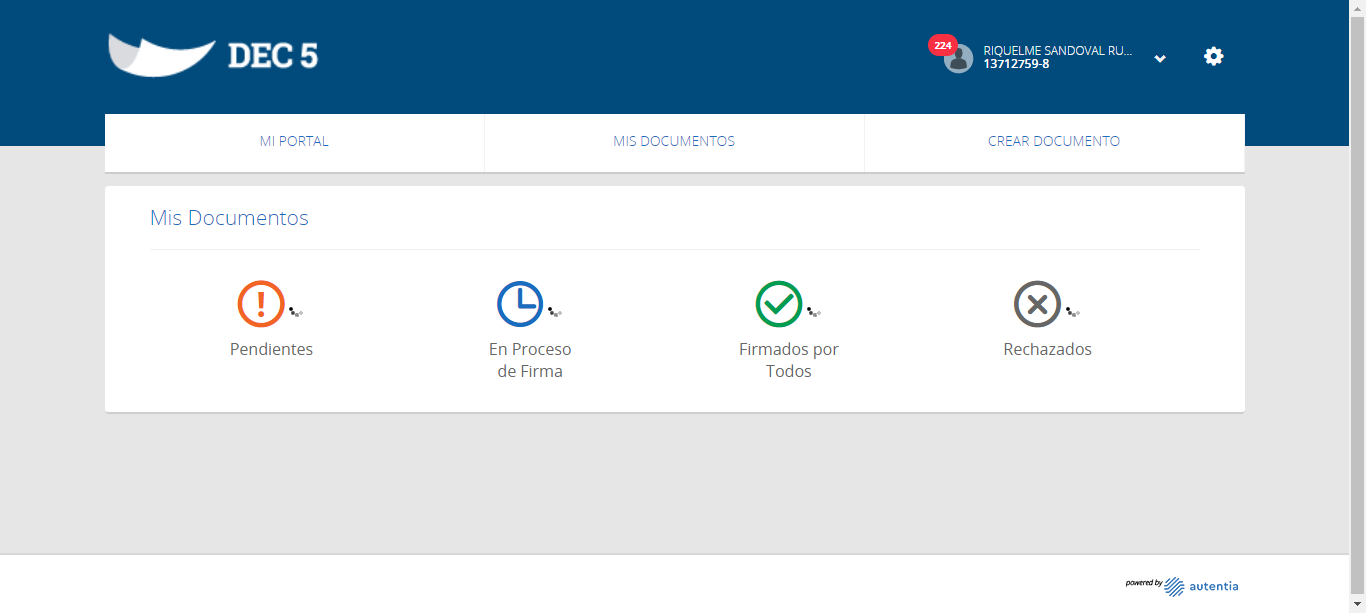 DEC 5
224
RIQUELME SANDOVAL RU...
13712759-8
MI PORTAL
MIS DOCUMENTOS
CREAR DOCUMENTO
Mis Documentos
Pendientes
En Proceso
de Firma
Firmados por
Todos
Rechazados
powered by autentia